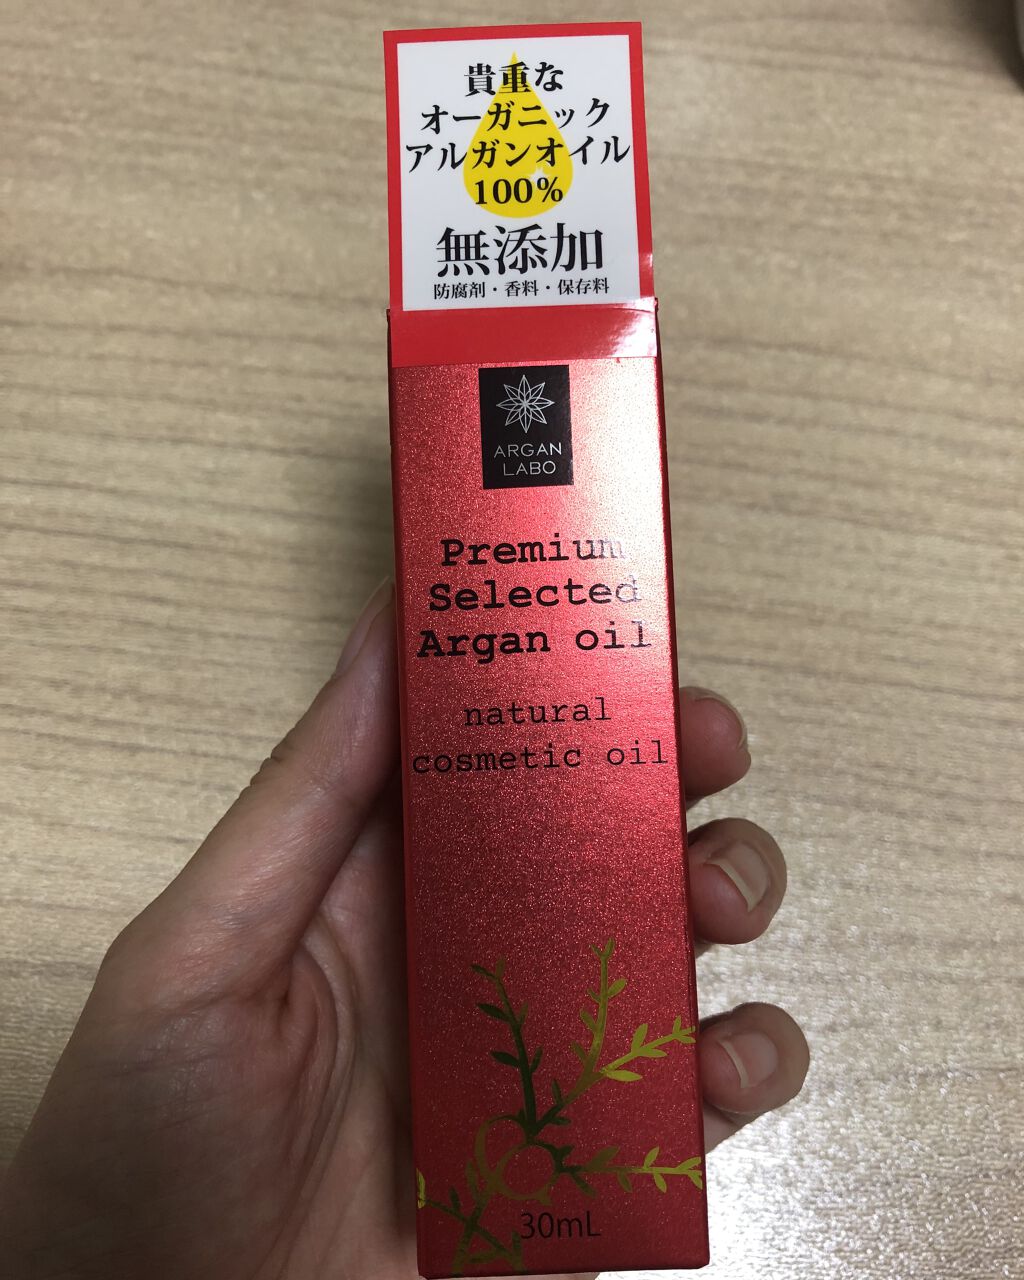 貴重な
オーガニック
アルガンオイル
100%
無添加
防腐剤・香料・保存料
ARGAN
LABO
Premium
Selected
Argan oil
natural
cosmetic oil
30mL